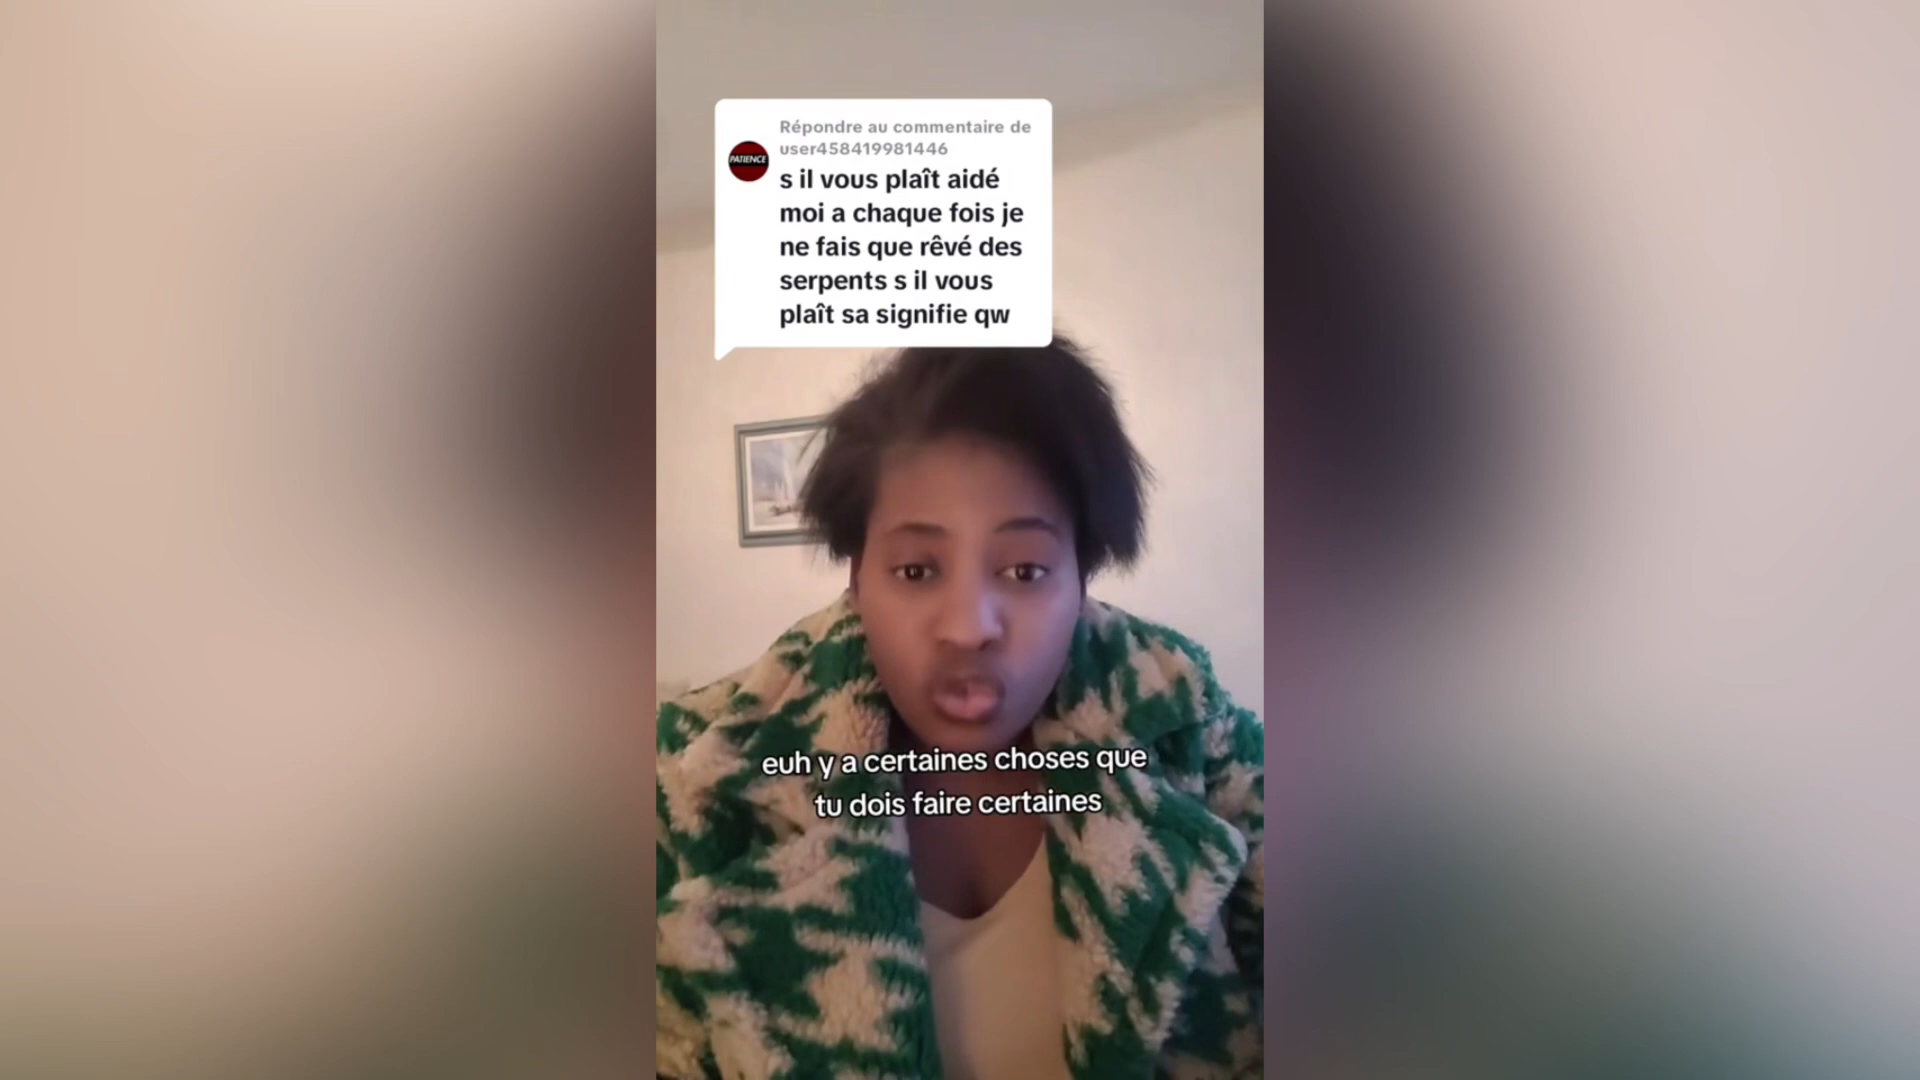 Répondre au commentaire de
user458419981446
PATIENCE
s il vous plaît aidé
moi a chaque fois je
ne fais que rêvé des
serpents s il vous
plaît sa signifie qw
euh y a certaines choses que
tu dois faire certaines